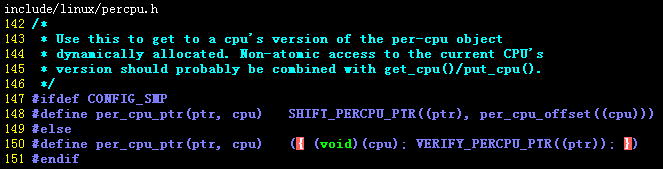 include/linux/percpu.h
142 /*
143  * Use this to get to a cpu's version of the per-cpu object
144  * dynamically allocated. Non-atomic access to the current CPU's
145  * version should probably be combined with get_cpu()/put_cpu().
146  */
147 #ifdef CONFIG_SMP
148 #define per_cpu_ptr(ptr, cpu)   SHIFT_PERCPU_PTR((ptr), per_cpu_offset((cpu)))
149 #else
150 #define per_cpu_ptr(ptr, cpu)   ({ (void)(cpu); VERIFY_PERCPU_PTR((ptr)); })
151 #endif